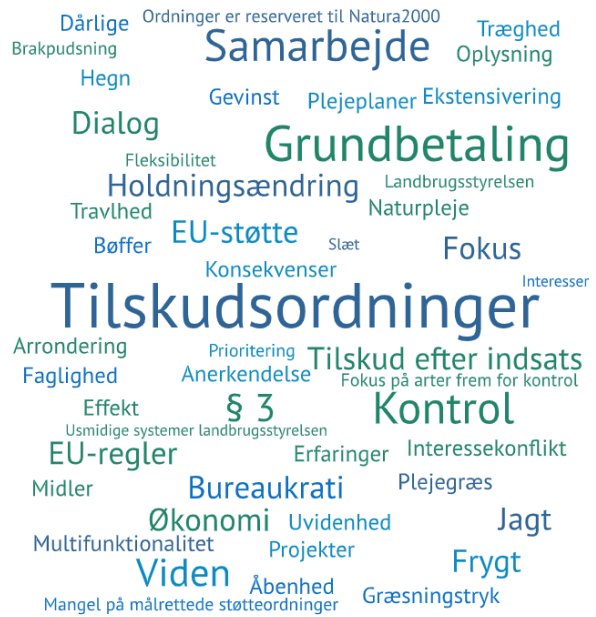 Dårlige
Ordninger er reserveret til Natura2000
Træghed
Brakpudsning
Samarbejde
Oplysning
Hegn
Gevinst
Plejeplaner
Ekstensivering
Dialog
Grundbetaling
Fleksibilitet
Holdningsændring
Landbrugsstyrelsen
Travlhed
Naturpleje
Bøffer
EU-støtte
Slæt
Fokus
Konsekvenser
Interesser
Tilskudsordninger
Arrondering
Prioritering
Tilskud efter indsats
Faglighed
Anerkendelse
Fokus på arter frem for kontrol
Effekt
§ 3
Kontrol
Usmidige systemer landbrugsstyrelsen
EU-regler
Erfaringer
Interessekonflikt
Midler
Bureaukrati
Plejegræs
Økonomi
Uvidenhed
Jagt
Multifunktionalitet
Projekter
Frygt
Viden
Åbenhed
Græsningstryk
Mangel på målrettede støtteordninger